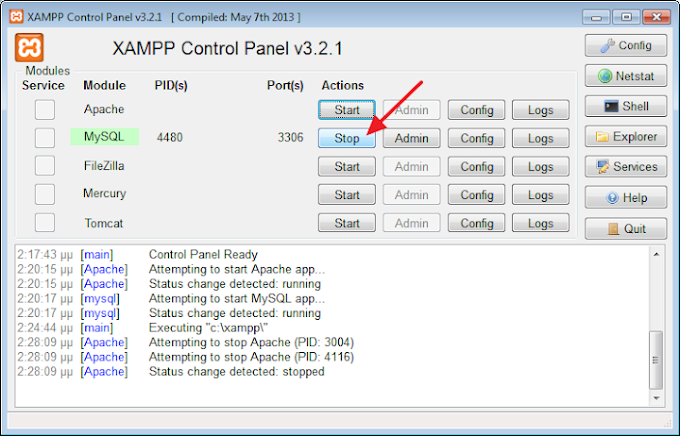 XAMPP Control Panel v3.2.1 [ Compiled: May 7th 2013 ]
XAMPP Control Panel v3.2.1
Config
Modules
Service Module PID(s) Port(s) Actions
Netstat
Apache Start Admin Config Logs
Shell
MySQL 4480 3306 Stop Admin Config Logs
Explorer
FileZilla Start Admin Config Logs
Services
Mercury Start Admin Config Logs
Help
Tomcat Start Admin Config Logs
Quit
2:17:43 μμ [main] Control Panel Ready
2:20:15 μμ [Apache] Attempting to start Apache app...
2:20:15 μμ [Apache] Status change detected: running
2:20:17 μμ [mysql] Attempting to start MySQL app...
2:20:17 μμ [mysql] Status change detected: running
2:24:44 μμ [main] Executing "c:\xampp\"
2:28:09 μμ [Apache] Attempting to stop Apache (PID: 3004)
2:28:09 μμ [Apache] Attempting to stop Apache (PID: 4116)
2:28:09 μμ [Apache] Status change detected: stopped